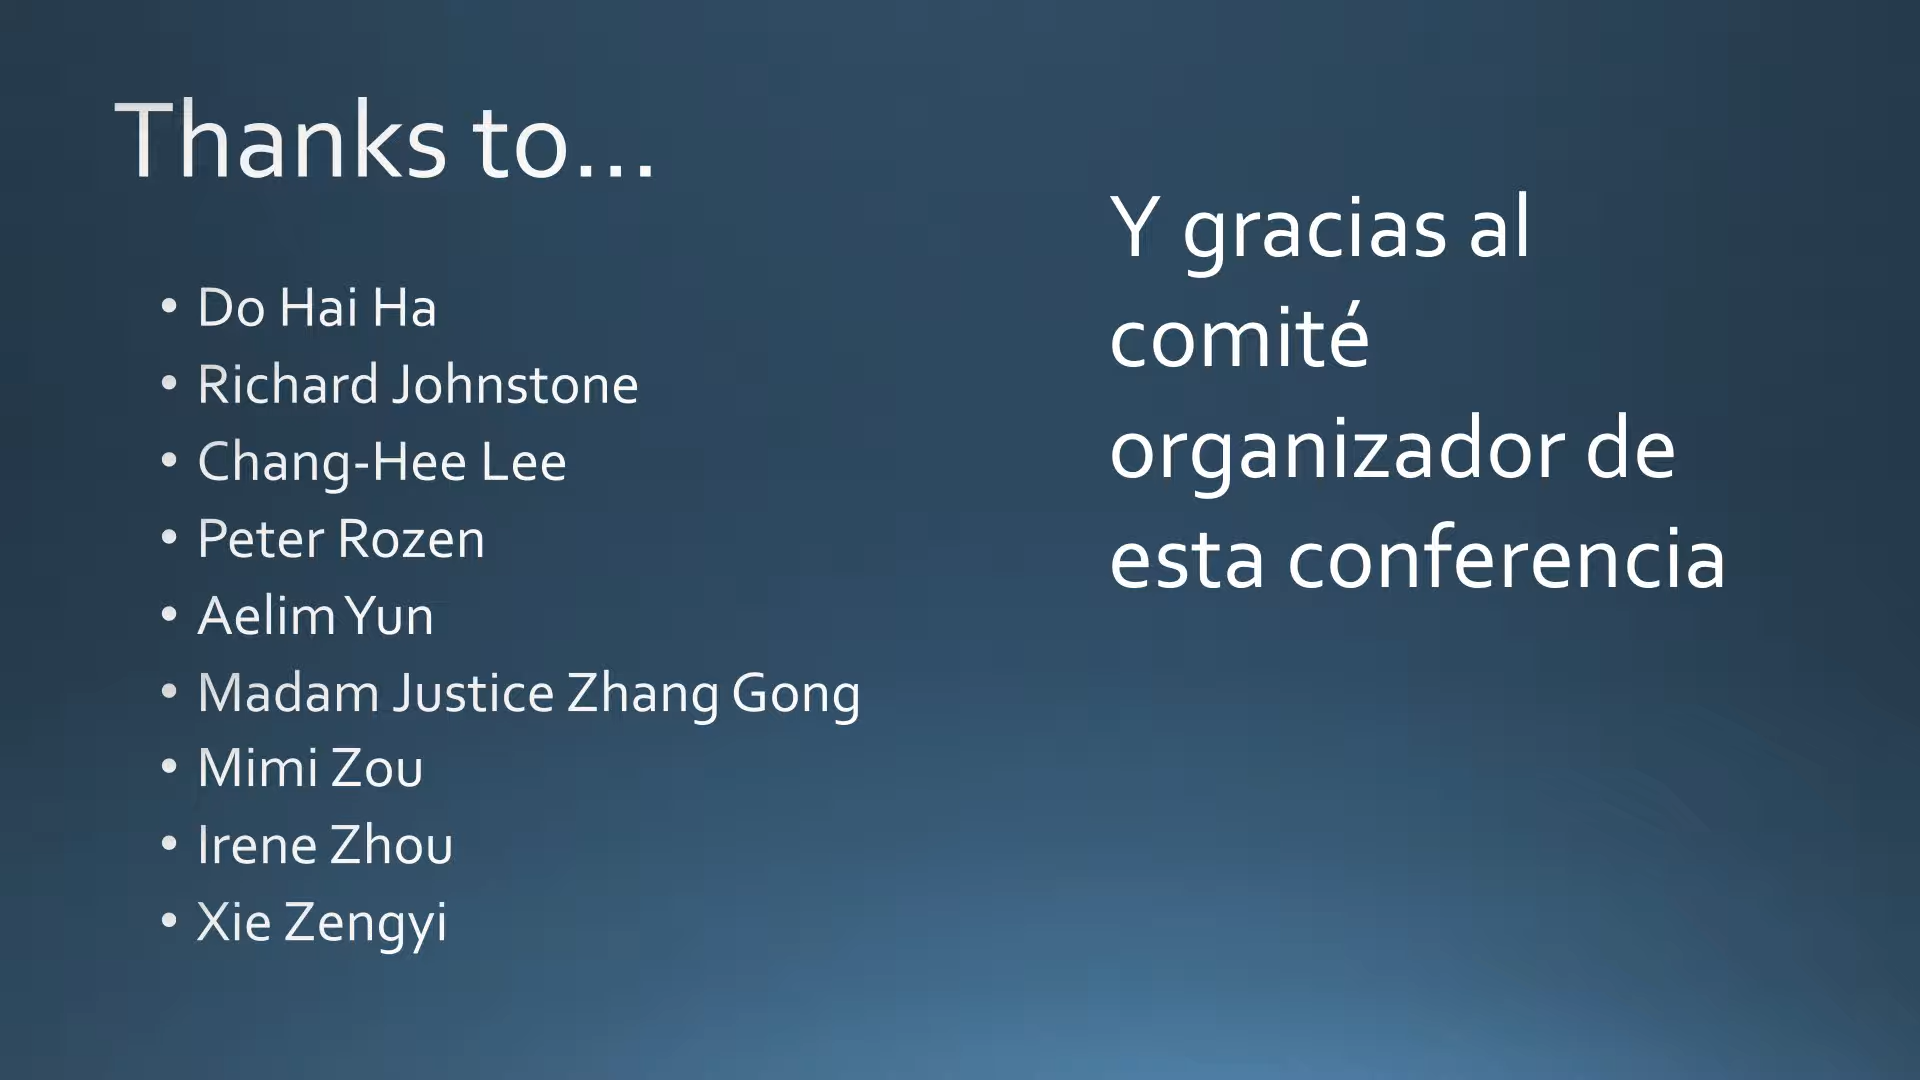 Thanks to...
• Do Hai Ha
• Richard Johnstone
• Chang-Hee Lee
• Peter Rozen
• Aelim Yun
• Madam Justice Zhang Gong
• Mimi Zou
• Irene Zhou
• Xie Zengyi
Y gracias al
comité
organizador de
esta conferencia